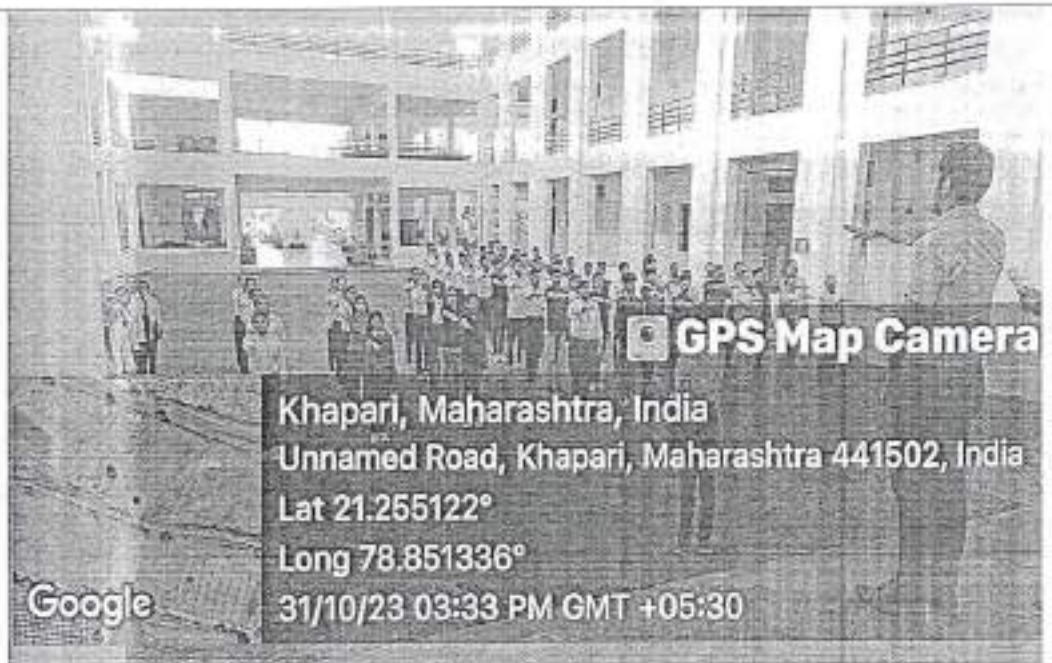 GPS Map Camera
Khapari, Maharashtra, India
Unnamed Road, Khapari, Maharashtra 441502, India
Lat 21.255122°
Long 78.851336°
31/10/23 03:33 PM GMT +05:30
Google